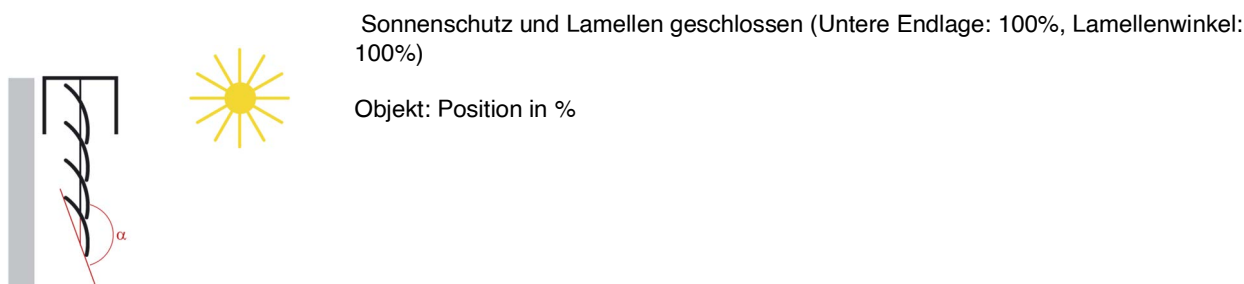 Sonnenschutz und Lamellen geschlossen (Untere Endlage: 100%, Lamellenwinkel:
100%)
Objekt: Position in %
α